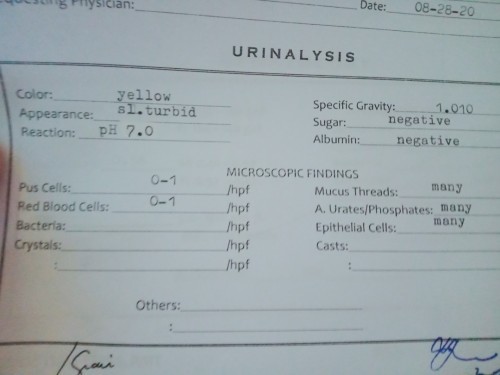 questing Physician:
Date: 08-28-20
URINALYSIS
Color: yellow
Appearance: sl.turbid
Reaction: pH 7.0
Specific Gravity: 1.010
Sugar: negative
Albumin: negative
MICROSCOPIC FINDINGS
Pus Cells: 0-1 /hpf
Red Blood Cells: 0-1 /hpf
Bacteria: /hpf
Crystals: /hpf
: /hpf
Mucus Threads: many
A. Urates/Phosphates: many
Epithelial Cells: many
Casts:
:
Others:
: